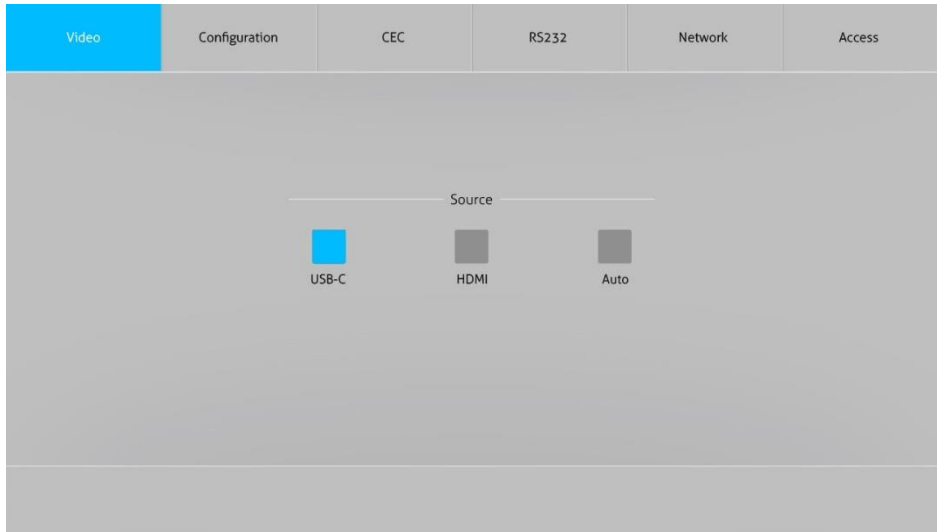 Video Configuration CEC RS232 Network Access
Source
USB-C HDMI Auto